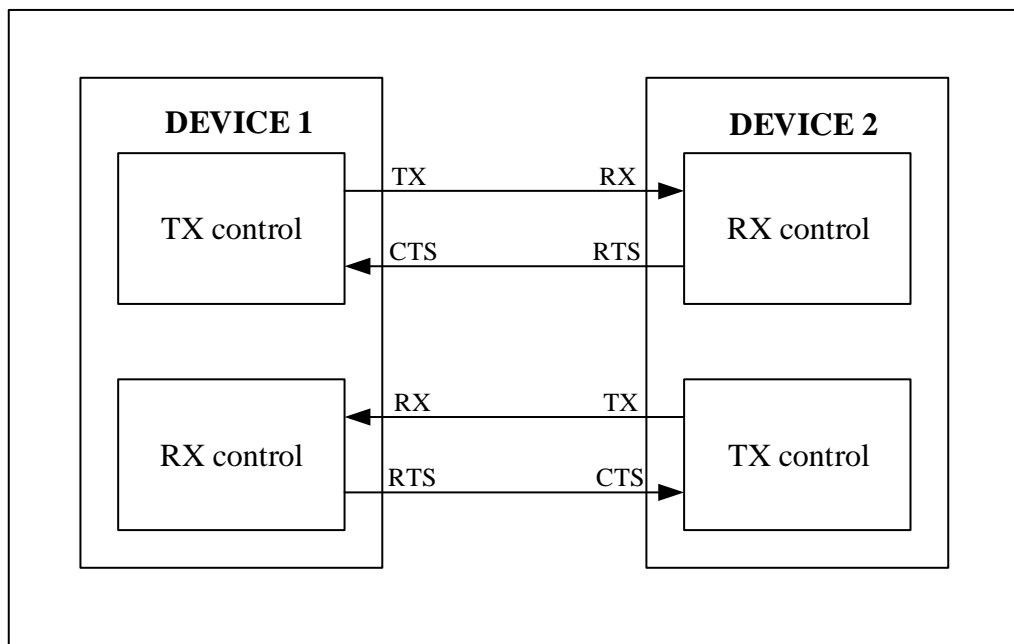 DEVICE 1
DEVICE 2
TX RX
TX control
RX control
CTS RTS
RX TX
RX control
TX control
RTS CTS